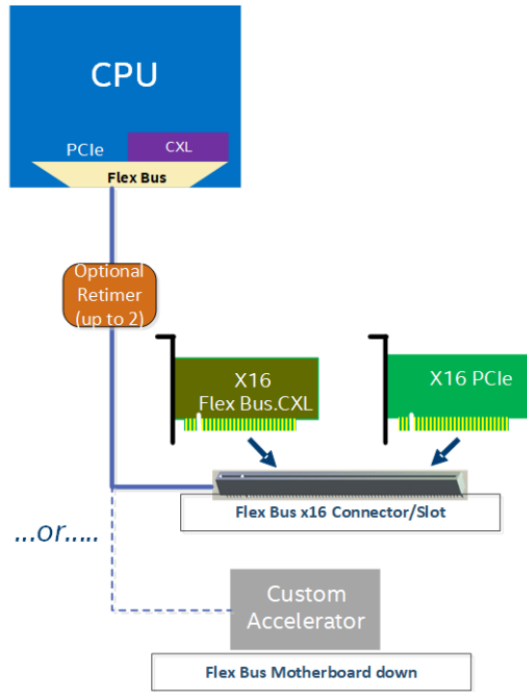 CPU
PCIe
CXL
Flex Bus
Optional
Retimer
(up to 2)
X16
Flex Bus.CXL
X16 PCIe
Flex Bus x16 Connector/Slot
...or.....
Custom
Accelerator
Flex Bus Motherboard down